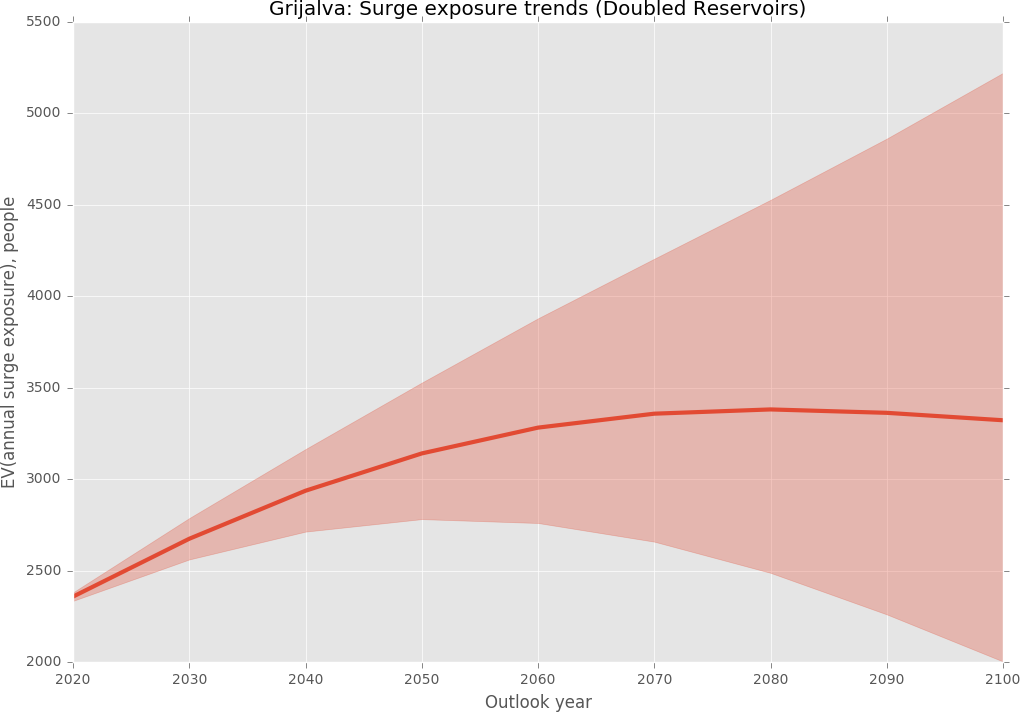 Grijalva: Surge exposure trends (Doubled Reservoirs)
EV(annual surge exposure), people
5500
5000
4500
4000
3500
3000
2500
2000
2020 2030 2040 2050 2060 2070 2080 2090 2100
Outlook year